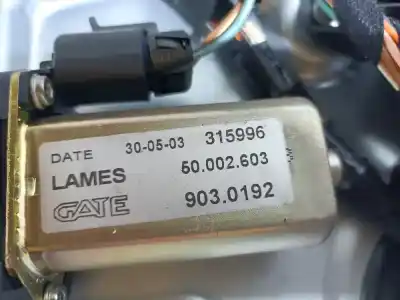 DATE 30-05-03 315996
LAMES 50.002.603
GATE 903.0192